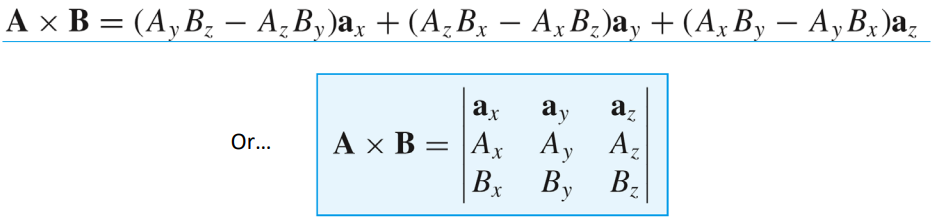 A × B = (A_yB_z − A_zB_y)a_x + (A_zB_x − A_xB_z)a_y + (A_xB_y − A_yB_x)a_z
a_x a_y a_z
Or... A × B = A_x A_y A_z
B_x B_y B_z